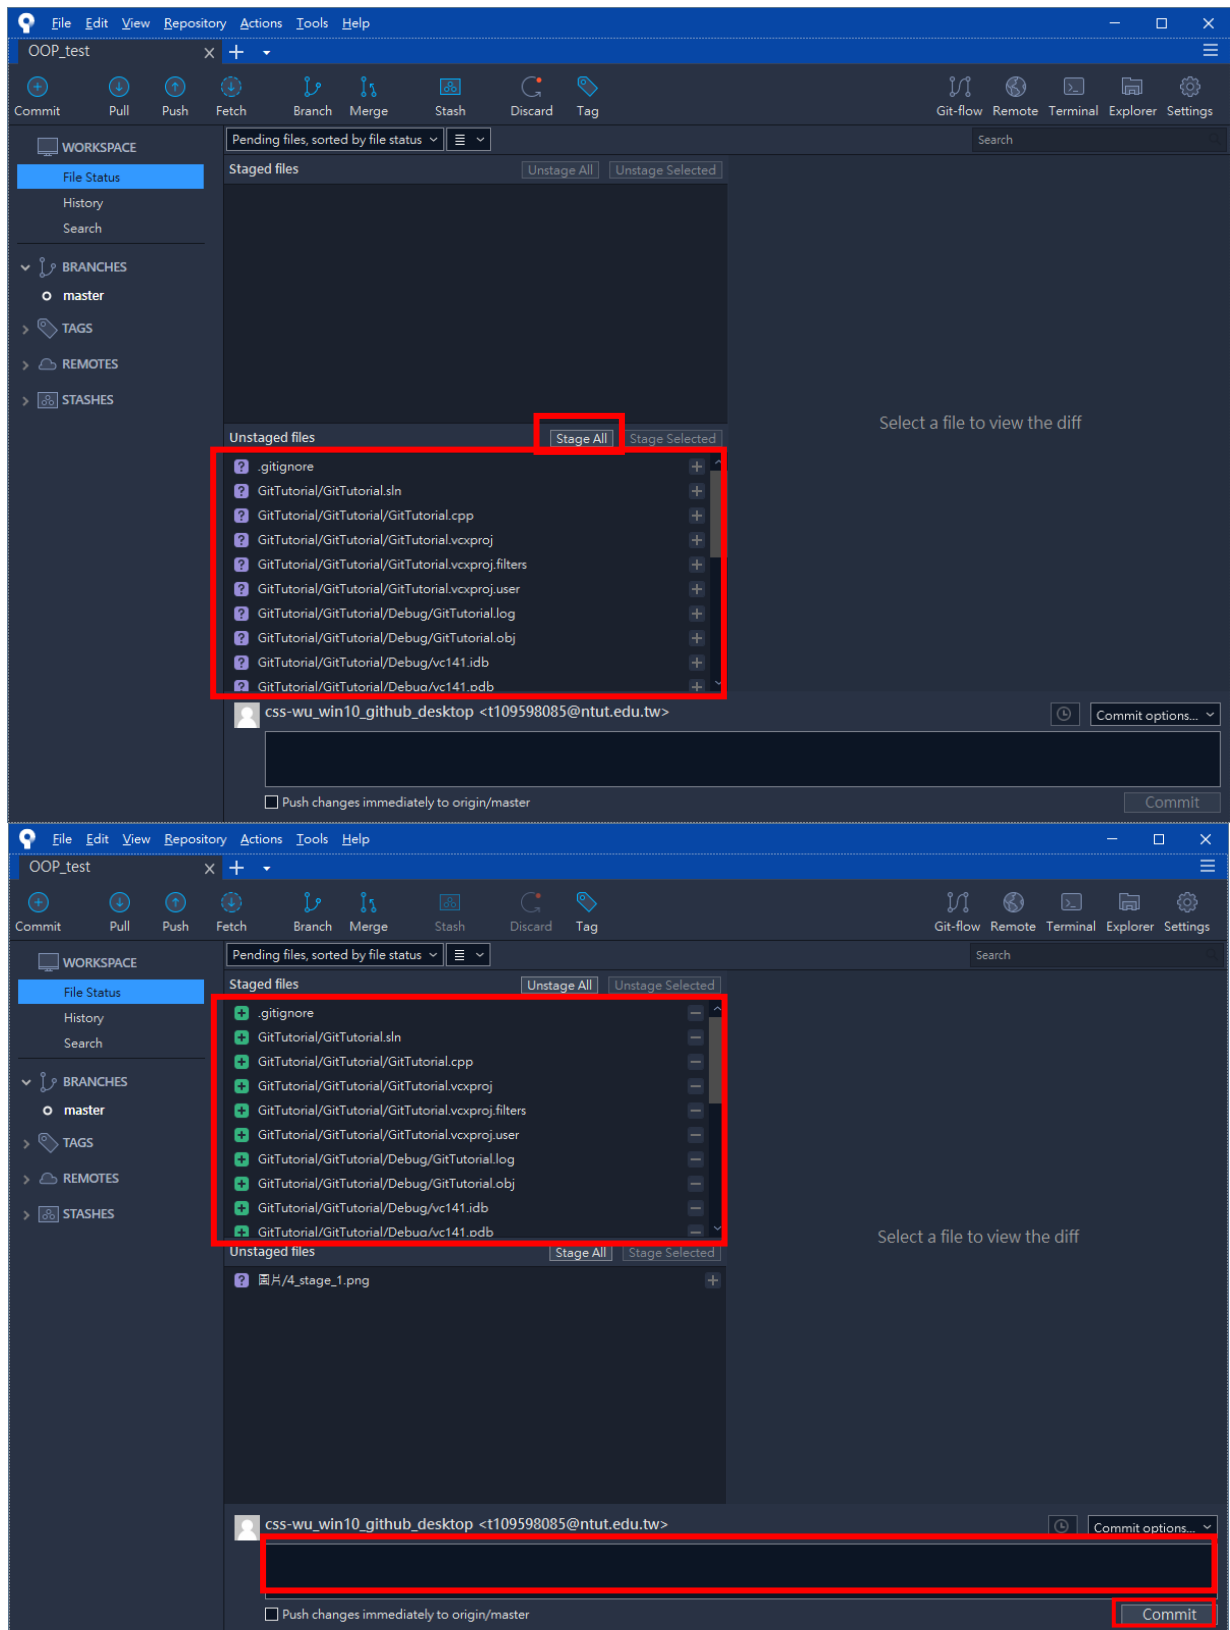 File Edit View Repository Actions Tools Help
OOP_test
Commit Pull Push Fetch Branch Merge Stash Discard Tag Git-flow Remote Terminal Explorer Settings
WORKSPACE
Pending files, sorted by file status
Search
File Status
Staged files Unstage All Unstage Selected
History
Search
BRANCHES
master
TAGS
REMOTES
STASHES
Select a file to view the diff
Unstaged files Stage All Stage Selected
.gitignore
GitTutorial/GitTutorial.sln
GitTutorial/GitTutorial/GitTutorial.cpp
GitTutorial/GitTutorial/GitTutorial.vcxproj
GitTutorial/GitTutorial/GitTutorial.vcxproj.filters
GitTutorial/GitTutorial/GitTutorial.vcxproj.user
GitTutorial/GitTutorial/Debug/GitTutorial.log
GitTutorial/GitTutorial/Debug/GitTutorial.obj
GitTutorial/GitTutorial/Debug/vc141.idb
GitTutorial/GitTutorial/Debug/vc141.pdb
css-wu_win10_github_desktop <t109598085@ntut.edu.tw>
Commit options...
Push changes immediately to origin/master
Commit
File Edit View Repository Actions Tools Help
OOP_test
Commit Pull Push Fetch Branch Merge Stash Discard Tag Git-flow Remote Terminal Explorer Settings
WORKSPACE
Pending files, sorted by file status
Search
File Status
History
Search
BRANCHES
master
TAGS
REMOTES
STASHES
Staged files Unstage All Unstage Selected
.gitignore
GitTutorial/GitTutorial.sln
GitTutorial/GitTutorial/GitTutorial.cpp
GitTutorial/GitTutorial/GitTutorial.vcxproj
GitTutorial/GitTutorial/GitTutorial.vcxproj.filters
GitTutorial/GitTutorial/GitTutorial.vcxproj.user
GitTutorial/GitTutorial/Debug/GitTutorial.log
GitTutorial/GitTutorial/Debug/GitTutorial.obj
GitTutorial/GitTutorial/Debug/vc141.idb
GitTutorial/GitTutorial/Debug/vc141.pdb
Select a file to view the diff
Unstaged files Stage All Stage Selected
圖片/4_stage_1.png
css-wu_win10_github_desktop <t109598085@ntut.edu.tw>
Commit options...
Push changes immediately to origin/master
Commit